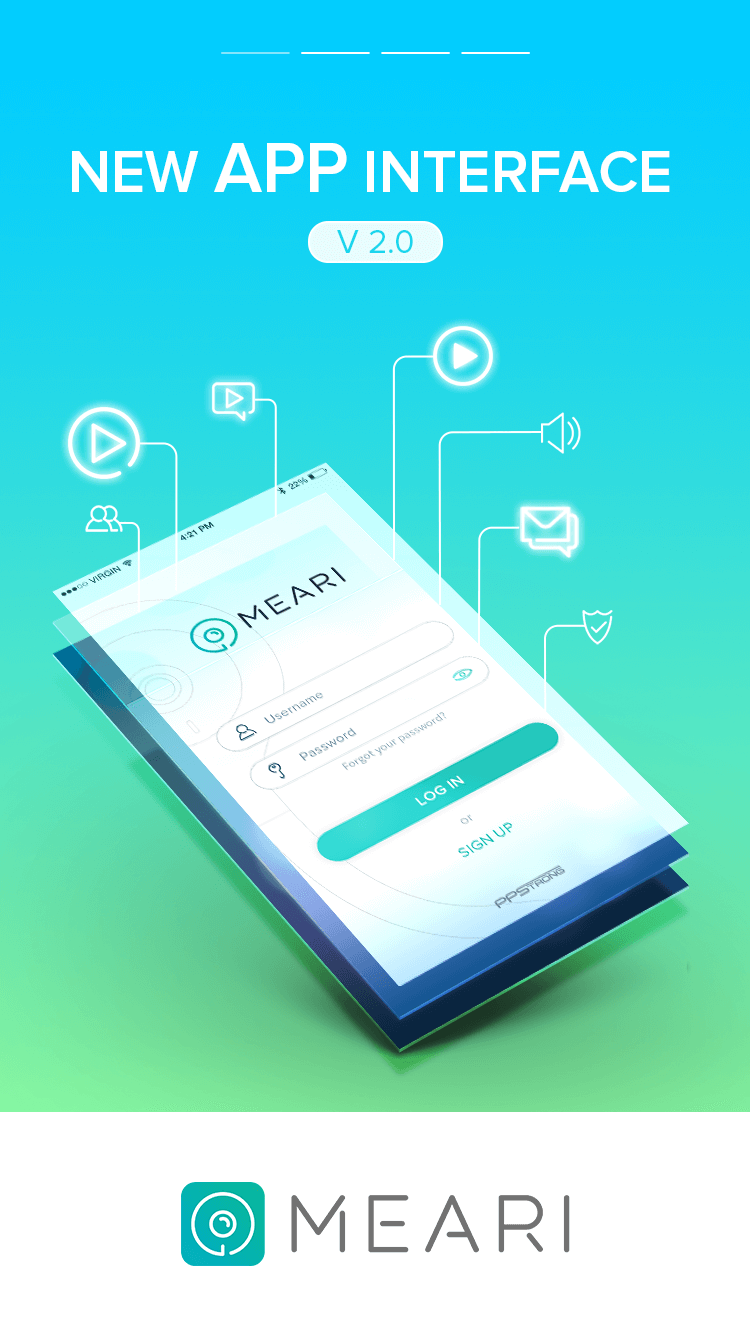 NEW APP INTERFACE
V 2.0
VIRGIN
4:21 PM
22%
MEARI
Username
Password
Forgot your password?
LOG IN
or
SIGN UP
PPSTRONG
MEARI